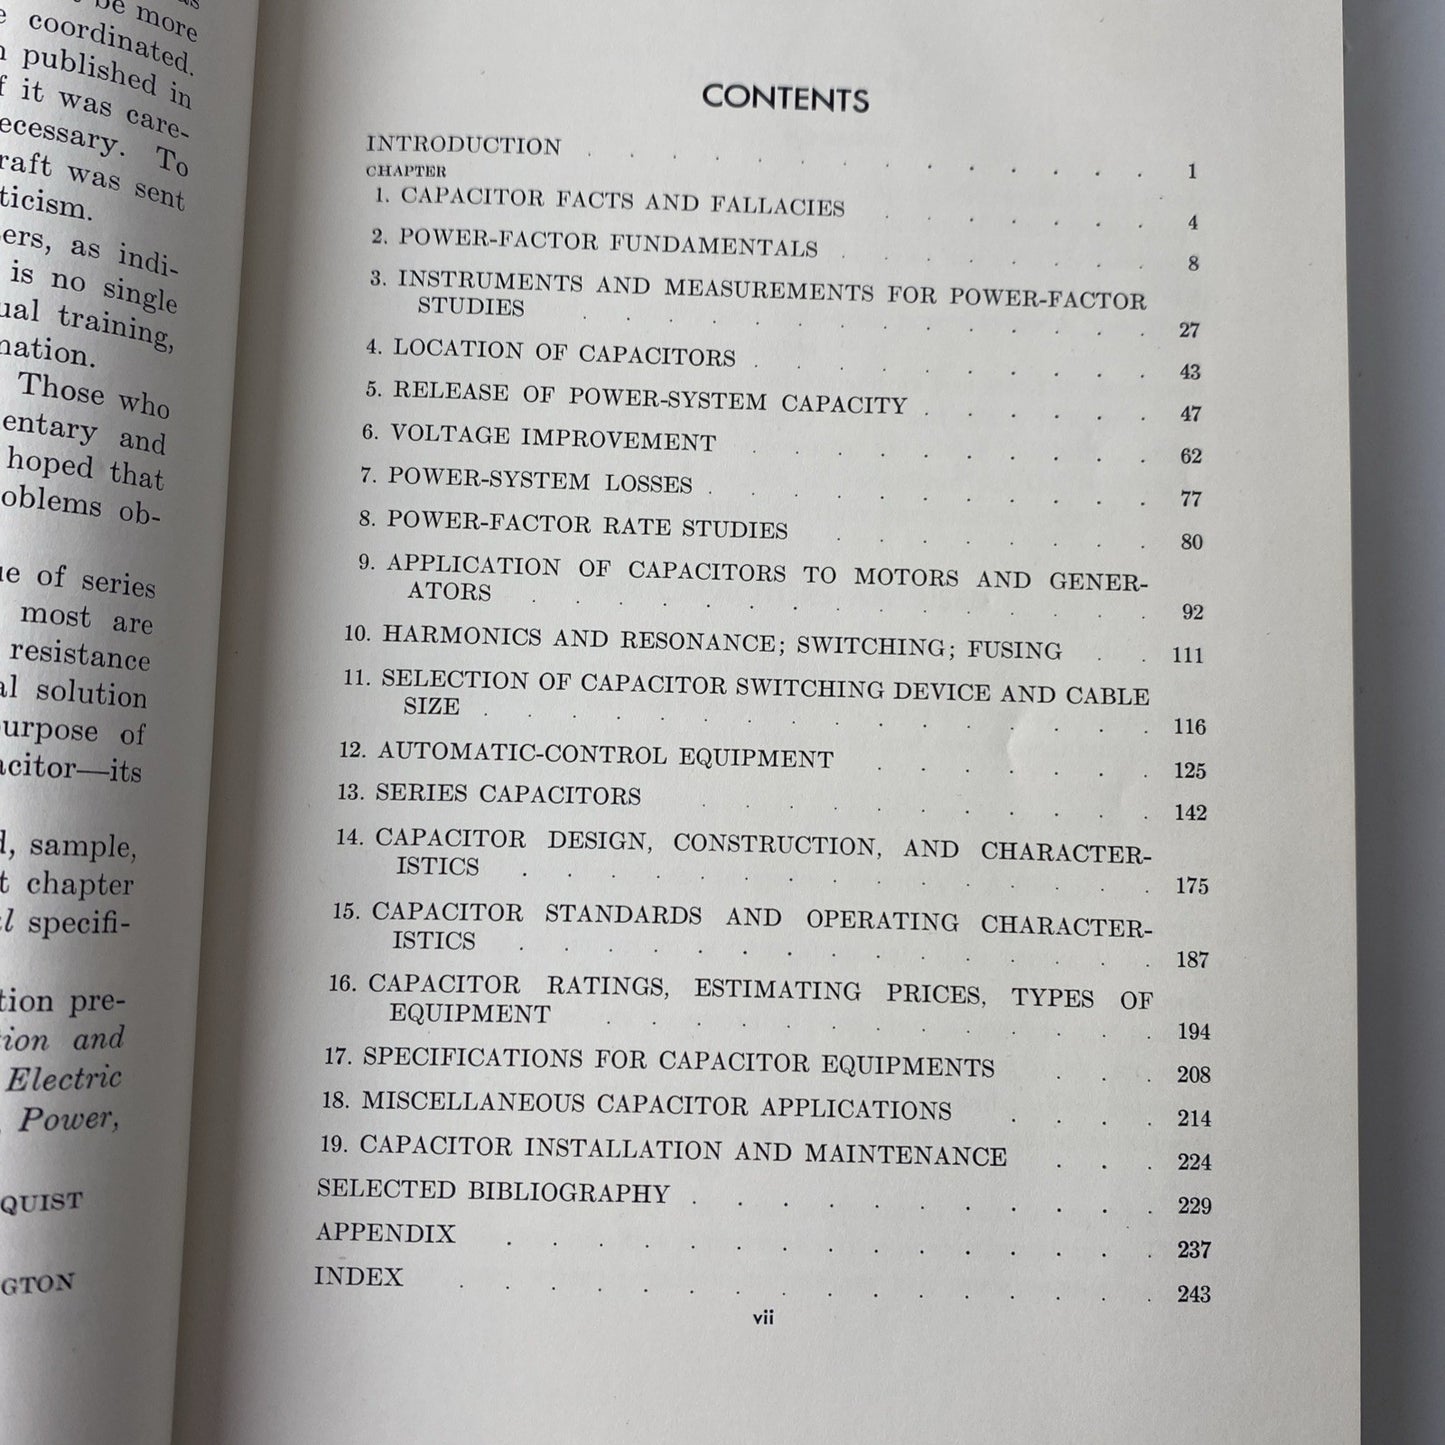 be more
coordinated.
published in
f it was care-
ecessary. To
raft was sent
ticism.
ers, as indi-
is no single
ual training,
nation.
Those who
entary and
hoped that
oblems ob-
ue of series
most are
resistance
al solution
urpose of
acitor—its
d, sample,
t chapter
al specifi-
tion pre-
tion and
Electric
Power,
QUIST
GTON
CONTENTS
INTRODUCTION . . . . . . . . . . . . . . 1
CHAPTER
1. CAPACITOR FACTS AND FALLACIES . . . . . . . 4
2. POWER-FACTOR FUNDAMENTALS . . . . . . . . 8
3. INSTRUMENTS AND MEASUREMENTS FOR POWER-FACTOR
STUDIES . . . . . . . . . . . . . . 27
4. LOCATION OF CAPACITORS . . . . . . . . . . 43
5. RELEASE OF POWER-SYSTEM CAPACITY . . . . . . 47
6. VOLTAGE IMPROVEMENT . . . . . . . . . . 62
7. POWER-SYSTEM LOSSES . . . . . . . . . . . 77
8. POWER-FACTOR RATE STUDIES . . . . . . . . 80
9. APPLICATION OF CAPACITORS TO MOTORS AND GENER-
ATORS . . . . . . . . . . . . . . . 92
10. HARMONICS AND RESONANCE; SWITCHING; FUSING . . 111
11. SELECTION OF CAPACITOR SWITCHING DEVICE AND CABLE
SIZE . . . . . . . . . . . . . . . . 116
12. AUTOMATIC-CONTROL EQUIPMENT . . . . . . . 125
13. SERIES CAPACITORS . . . . . . . . . . . 142
14. CAPACITOR DESIGN, CONSTRUCTION, AND CHARACTER-
ISTICS . . . . . . . . . . . . . . . 175
15. CAPACITOR STANDARDS AND OPERATING CHARACTER-
ISTICS . . . . . . . . . . . . . . . 187
16. CAPACITOR RATINGS, ESTIMATING PRICES, TYPES OF
EQUIPMENT . . . . . . . . . . . . . 194
17. SPECIFICATIONS FOR CAPACITOR EQUIPMENTS . . . 208
18. MISCELLANEOUS CAPACITOR APPLICATIONS . . . . 214
19. CAPACITOR INSTALLATION AND MAINTENANCE . . . 224
SELECTED BIBLIOGRAPHY . . . . . . . . . . . 229
APPENDIX . . . . . . . . . . . . . . . 237
INDEX . . . . . . . . . . . . . . . . 243
vii